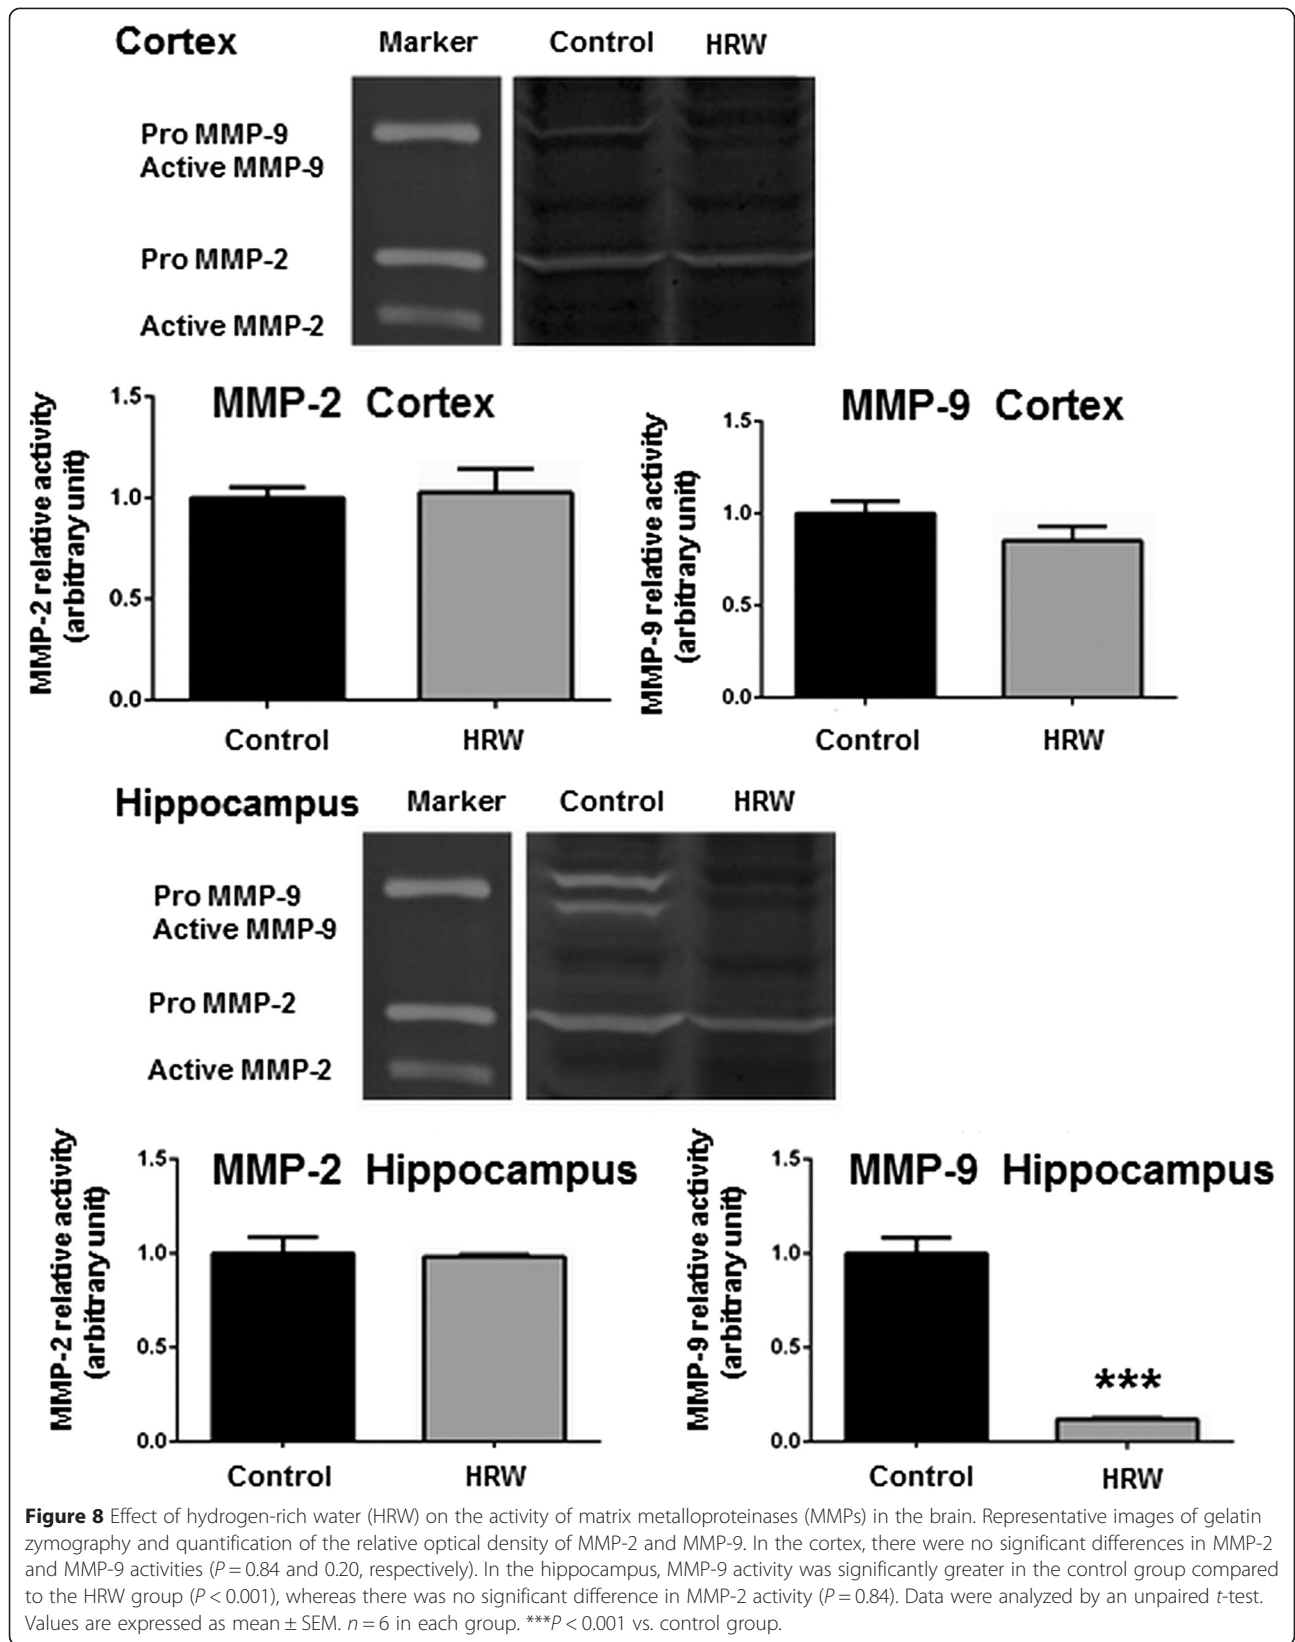 Cortex Marker Control HRW
Pro MMP-9
Active MMP-9
Pro MMP-2
Active MMP-2
MMP-2 Cortex
MMP-2 relative activity
(arbitrary unit)
1.5
1.0
0.5
0.0
Control HRW
MMP-9 Cortex
MMP-9 relative activity
(arbitrary unit)
1.5
1.0
0.5
0.0
Control HRW
Hippocampus Marker Control HRW
Pro MMP-9
Active MMP-9
Pro MMP-2
Active MMP-2
MMP-2 Hippocampus
MMP-2 relative activity
(arbitrary unit)
1.5
1.0
0.5
0.0
Control HRW
MMP-9 Hippocampus
MMP-9 relative activity
(arbitrary unit)
1.5
1.0
0.5
0.0
***
Control HRW
Figure 8 Effect of hydrogen-rich water (HRW) on the activity of matrix metalloproteinases (MMPs) in the brain. Representative images of gelatin
zymography and quantification of the relative optical density of MMP-2 and MMP-9. In the cortex, there were no significant differences in MMP-2
and MMP-9 activities (P = 0.84 and 0.20, respectively). In the hippocampus, MMP-9 activity was significantly greater in the control group compared
to the HRW group (P < 0.001), whereas there was no significant difference in MMP-2 activity (P = 0.84). Data were analyzed by an unpaired t-test.
Values are expressed as mean ± SEM. n = 6 in each group. ***P < 0.001 vs. control group.